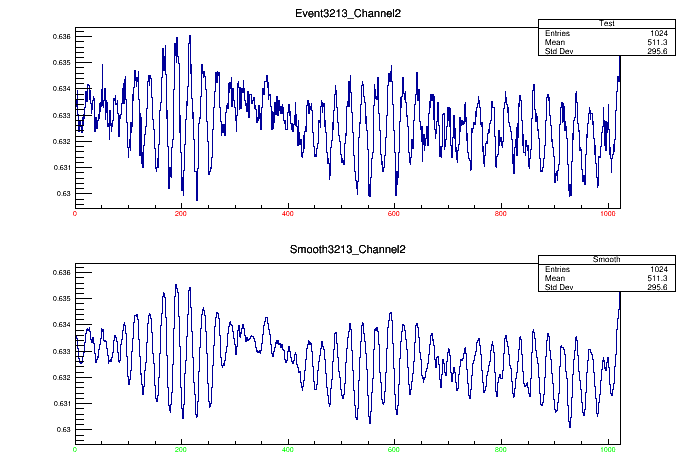 Event3213_Channel2
Test
Entries 1024
Mean 511.3
Std Dev 295.6
0.636
0.635
0.634
0.633
0.632
0.631
0.63
0 200 400 600 800 1000
Smooth3213_Channel2
Smooth
Entries 1024
Mean 511.3
Std Dev 295.6
0.636
0.635
0.634
0.633
0.632
0.631
0.63
0 200 400 600 800 1000